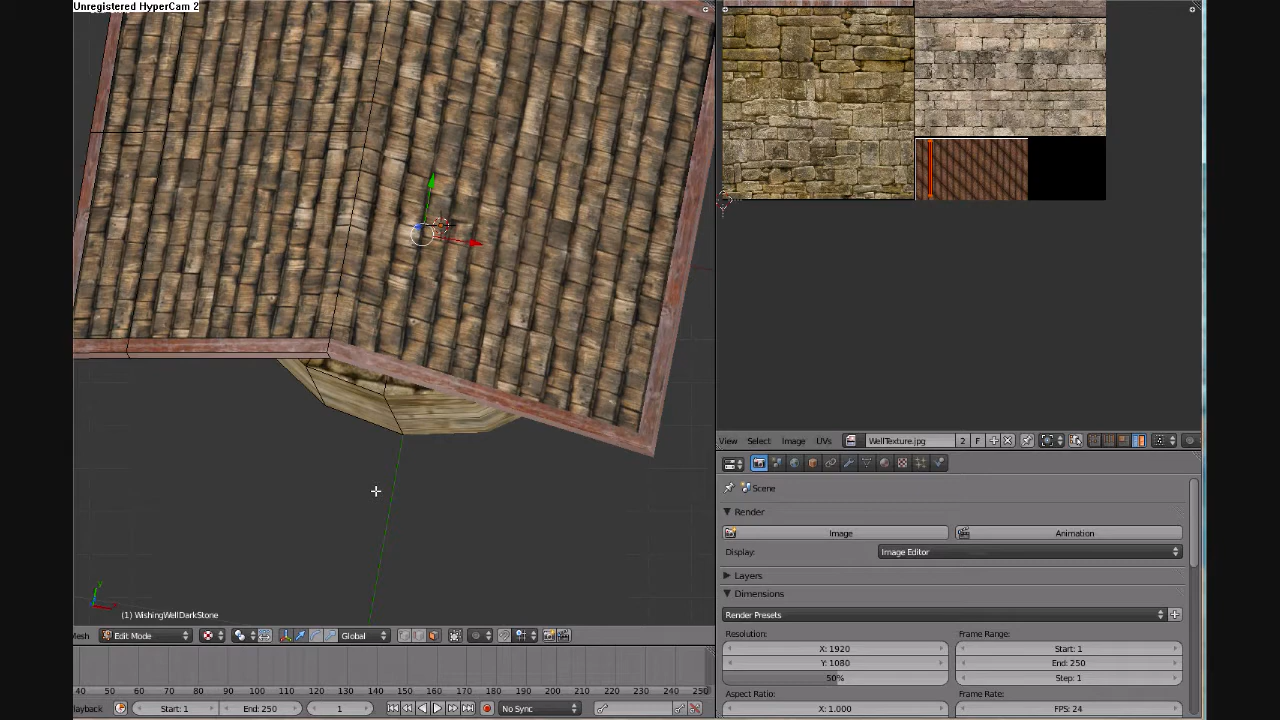 Unregistered HyperCam 2
(1) WishingWellDarkStone
Mesh Edit Mode Global
40 50 60 70 80 90 100 110 120 130 140 150 160 170 180 190 200 210 220 230 240 250
Playback Start: 1 End: 250 1 No Sync
View Select Image UVs WellTexture.jpg 2 F
Scene
Render
Image Animation
Display: Image Editor
Layers
Dimensions
Render Presets
Resolution: Frame Range:
X: 1920 Start: 1
Y: 1080 End: 250
50% Step: 1
Aspect Ratio: Frame Rate:
X: 1.000 FPS: 24